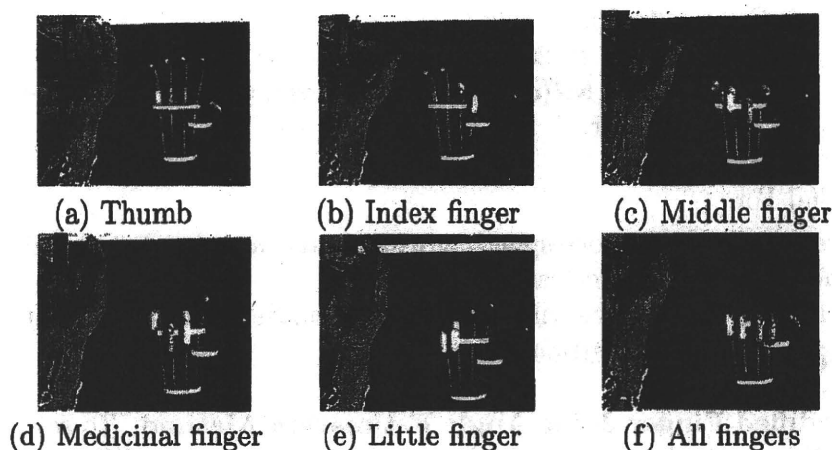 (a) Thumb
(b) Index finger
(c) Middle finger
(d) Medicinal finger
(e) Little finger
(f) All fingers